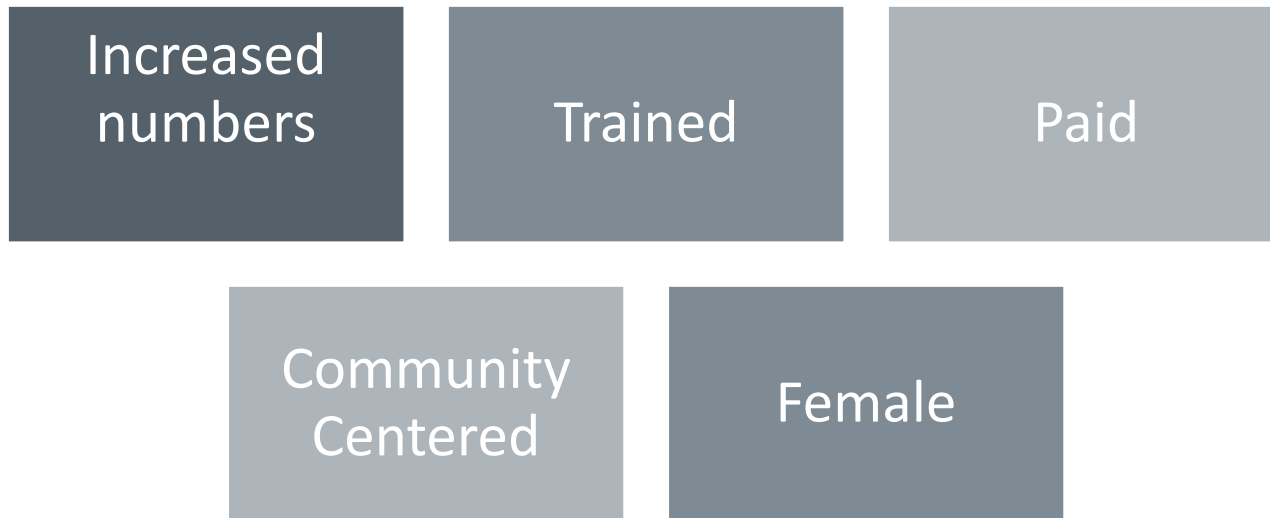 Increased
numbers
Trained
Paid
Community
Centered
Female